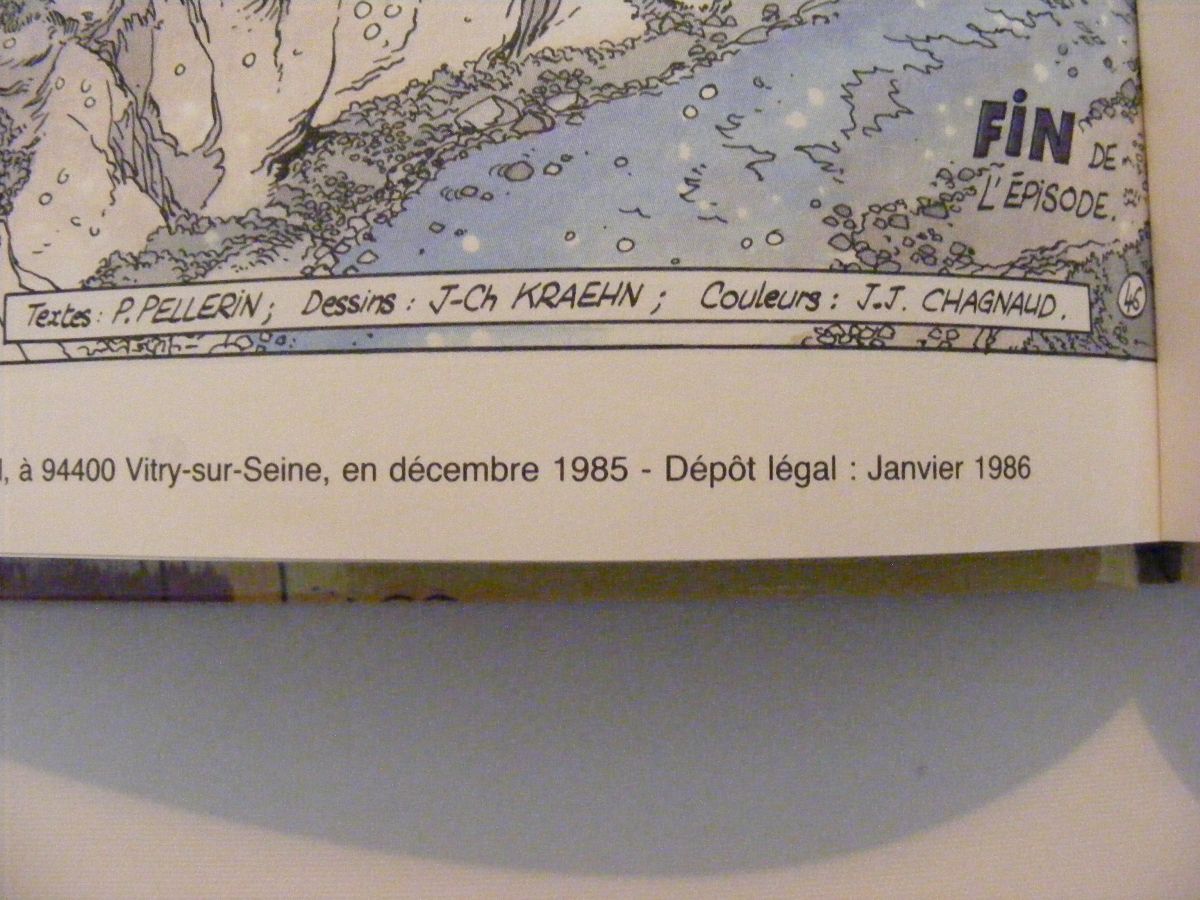 FIN DE
L'ÉPISODE.
Textes : P. PELLERIN ; Dessins : J-Ch KRAEHN ; Couleurs : J.J. CHAGNAUD.
46
, à 94400 Vitry-sur-Seine, en décembre 1985 - Dépôt légal : Janvier 1986